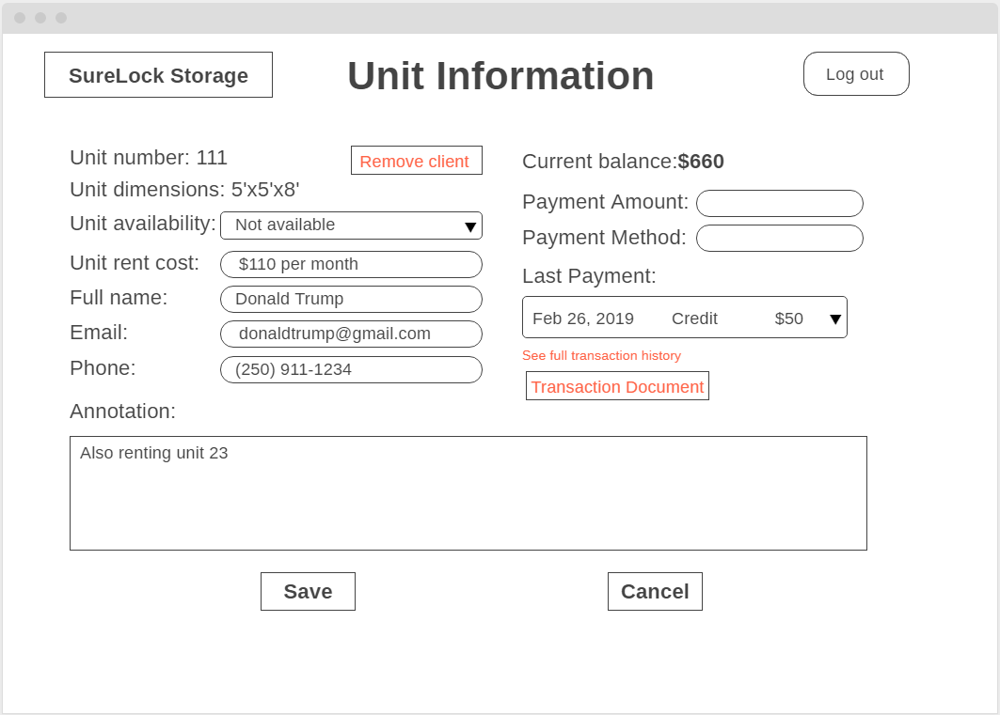 SureLock Storage
Unit Information
Log out
Unit number: 111
Remove client
Unit dimensions: 5'x5'x8'
Unit availability: Not available
Unit rent cost: $110 per month
Full name: Donald Trump
Email: donaldtrump@gmail.com
Phone: (250) 911-1234
Current balance:$660
Payment Amount:
Payment Method:
Last Payment:
Feb 26, 2019 Credit $50
See full transaction history
Transaction Document
Annotation:
Also renting unit 23
Save
Cancel